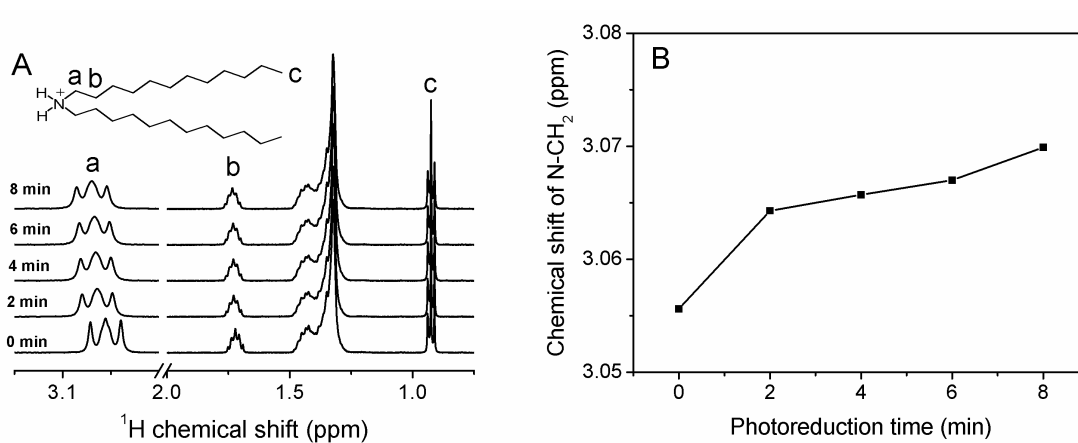 A
a b
c
H
N
+
H
a
b
c
8 min
6 min
4 min
2 min
0 min
3.1 2.0 1.5 1.0
¹H chemical shift (ppm)
B
3.08
3.07
3.06
3.05
Chemical shift of N-CH₂ (ppm)
0 2 4 6 8
Photoreduction time (min)